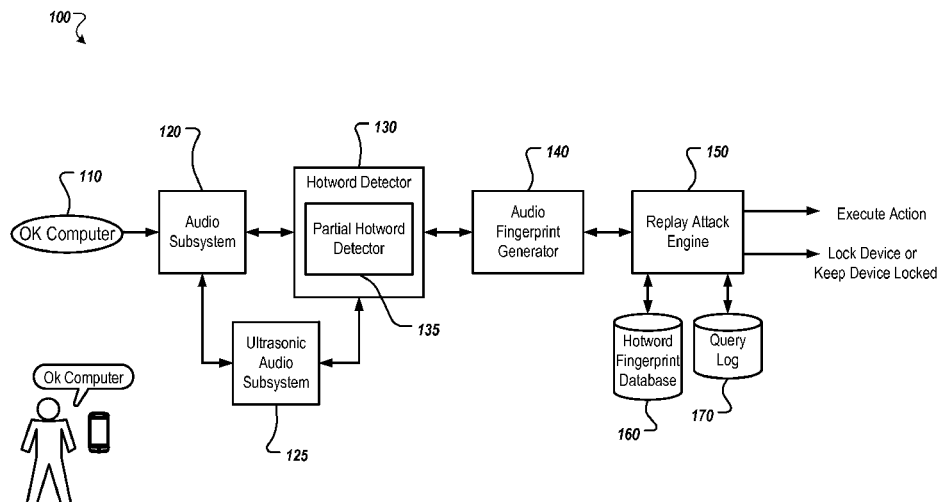 100
120
130
140
150
110
Hotword Detector
OK Computer
Audio
Subsystem
Partial Hotword
Detector
Audio
Fingerprint
Generator
Replay Attack
Engine
Execute Action
Lock Device or
Keep Device Locked
135
Ultrasonic
Audio
Subsystem
125
Hotword
Fingerprint
Database
160
Query
Log
170
Ok Computer